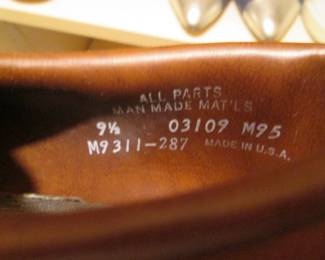 ALL PARTS
MAN MADE MAT'LS
9½ 03109 M95
M9311-287 MADE IN U.S.A.